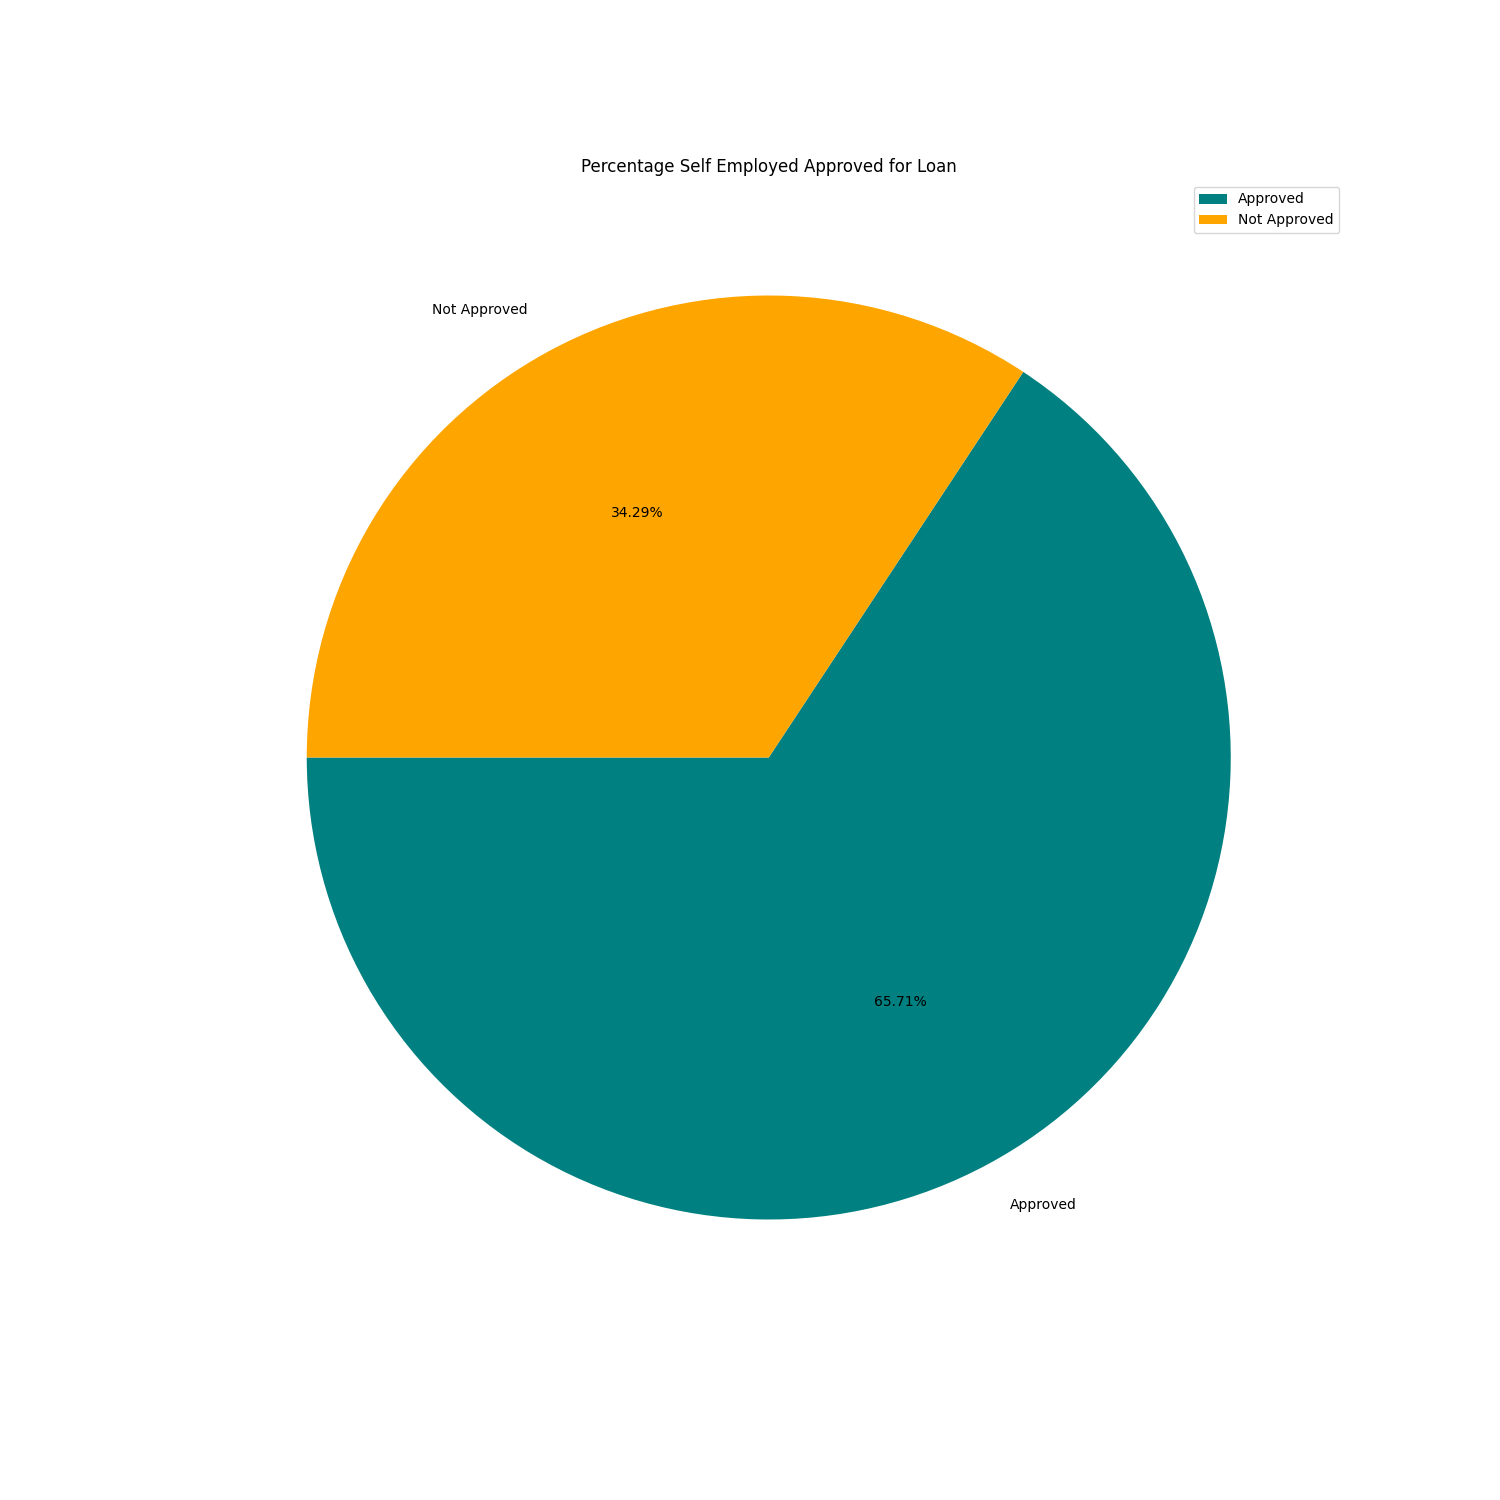 Percentage Self Employed Approved for Loan
Approved
Not Approved
Not Approved
34.29%
65.71%
Approved